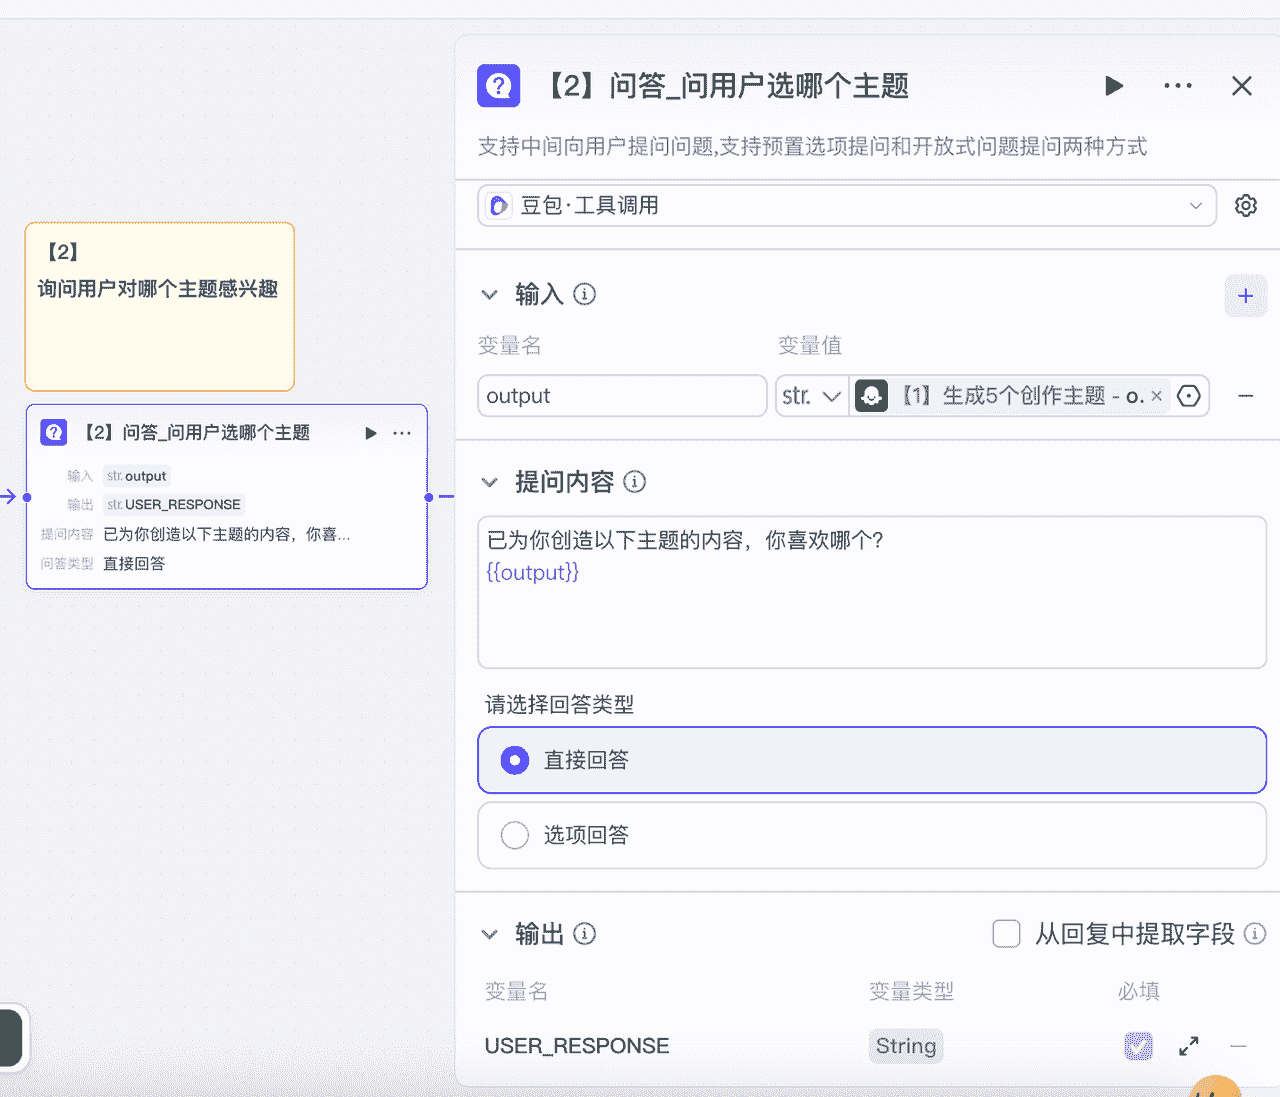 【2】
询问用户对哪个主题感兴趣
【2】问答_问用户选哪个主题
输入 str. output
输出 str. USER_RESPONSE
提问内容 已为你创造以下主题的内容，你喜...
问答类型 直接回答
【2】问答_问用户选哪个主题
支持中间向用户提问问题,支持预置选项提问和开放式问题提问两种方式
豆包·工具调用
输入
变量名 变量值
output str. 【1】生成5个创作主题 - o.
提问内容
已为你创造以下主题的内容，你喜欢哪个?
{{output}}
请选择回答类型
直接回答
选项回答
输出 从回复中提取字段
变量名 变量类型 必填
USER_RESPONSE String